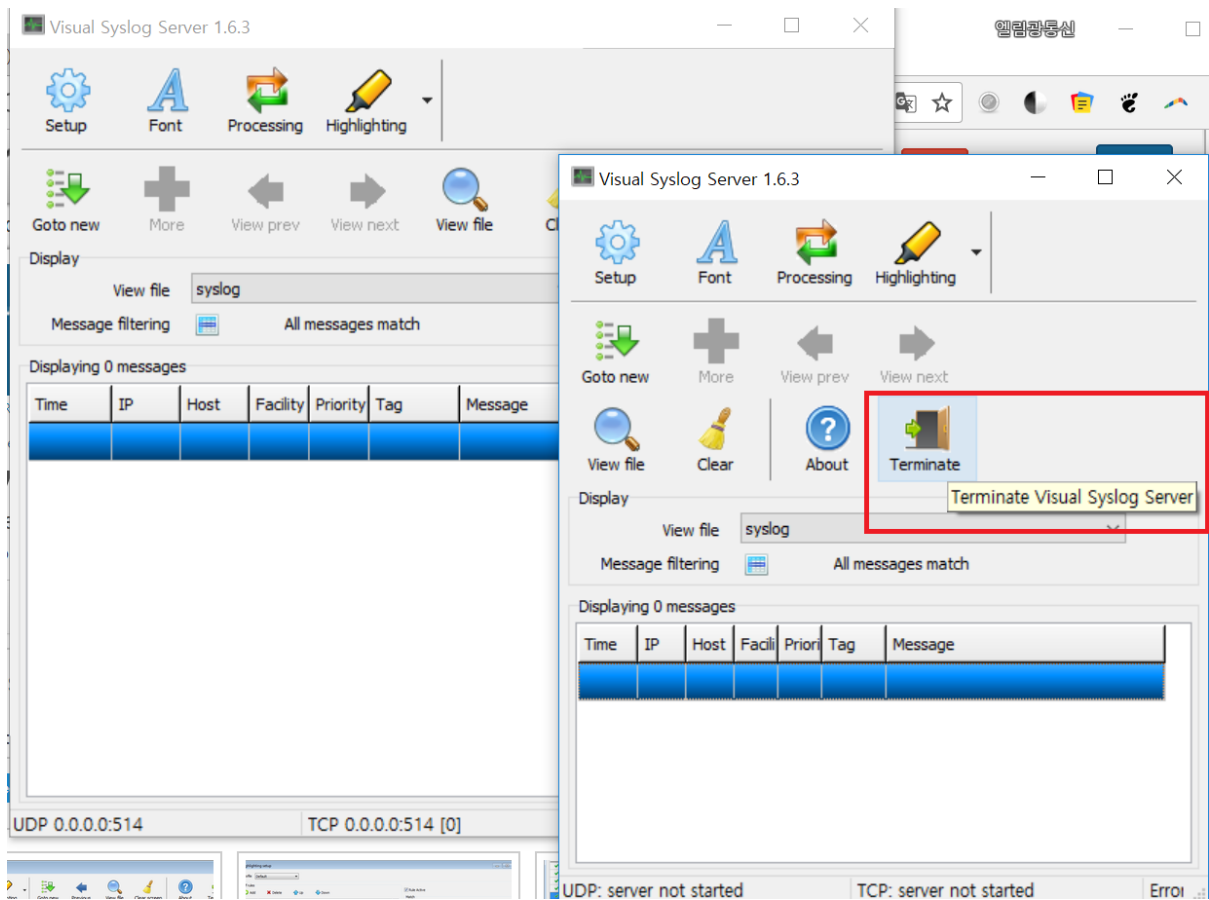 Visual Syslog Server 1.6.3
엘림광통신
Setup Font Processing Highlighting
Goto new More View prev View next View file
Display
View file syslog
Message filtering All messages match
Displaying 0 messages
Time IP Host Facility Priority Tag Message
UDP 0.0.0.0:514 TCP 0.0.0.0:514 [0]
Visual Syslog Server 1.6.3
Setup Font Processing Highlighting
Goto new More View prev View next
View file Clear About Terminate
Terminate Visual Syslog Server
Display
View file syslog
Message filtering All messages match
Displaying 0 messages
Time IP Host Facili Priori Tag Message
UDP: server not started TCP: server not started Error